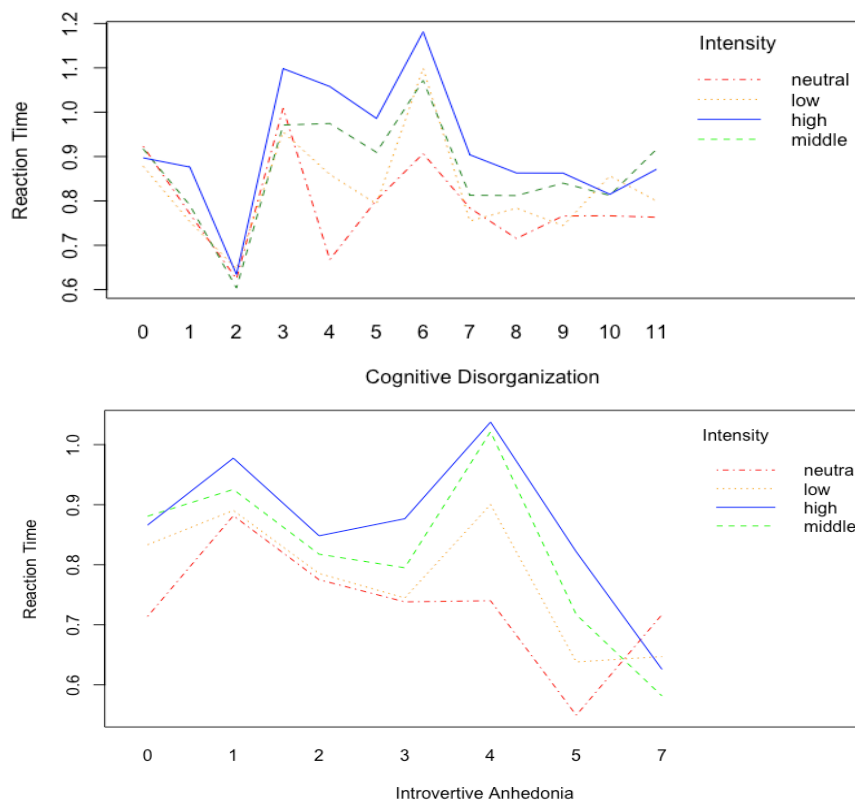 1.2
1.1
1.0
0.9
0.8
0.7
0.6
Reaction Time
Intensity
neutral
low
high
middle
0 1 2 3 4 5 6 7 8 9 10 11
Cognitive Disorganization
1.0
0.9
0.8
0.7
0.6
Reaction Time
Intensity
neutral
low
high
middle
0 1 2 3 4 5 7
Introvertive Anhedonia